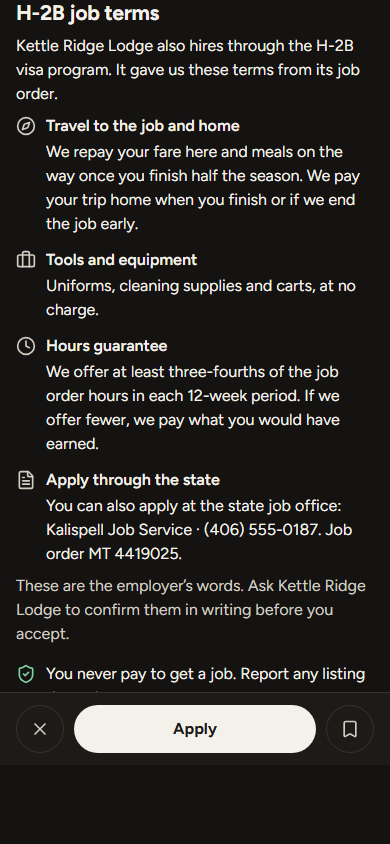 H-2B job terms
Kettle Ridge Lodge also hires through the H-2B
visa program. It gave us these terms from its job
order.
Travel to the job and home
We repay your fare here and meals on the
way once you finish half the season. We pay
your trip home when you finish or if we end
the job early.
Tools and equipment
Uniforms, cleaning supplies and carts, at no
charge.
Hours guarantee
We offer at least three-fourths of the job
order hours in each 12-week period. If we
offer fewer, we pay what you would have
earned.
Apply through the state
You can also apply at the state job office:
Kalispell Job Service · (406) 555-0187. Job
order MT 4419025.
These are the employer’s words. Ask Kettle Ridge
Lodge to confirm them in writing before you
accept.
You never pay to get a job. Report any listing
Apply